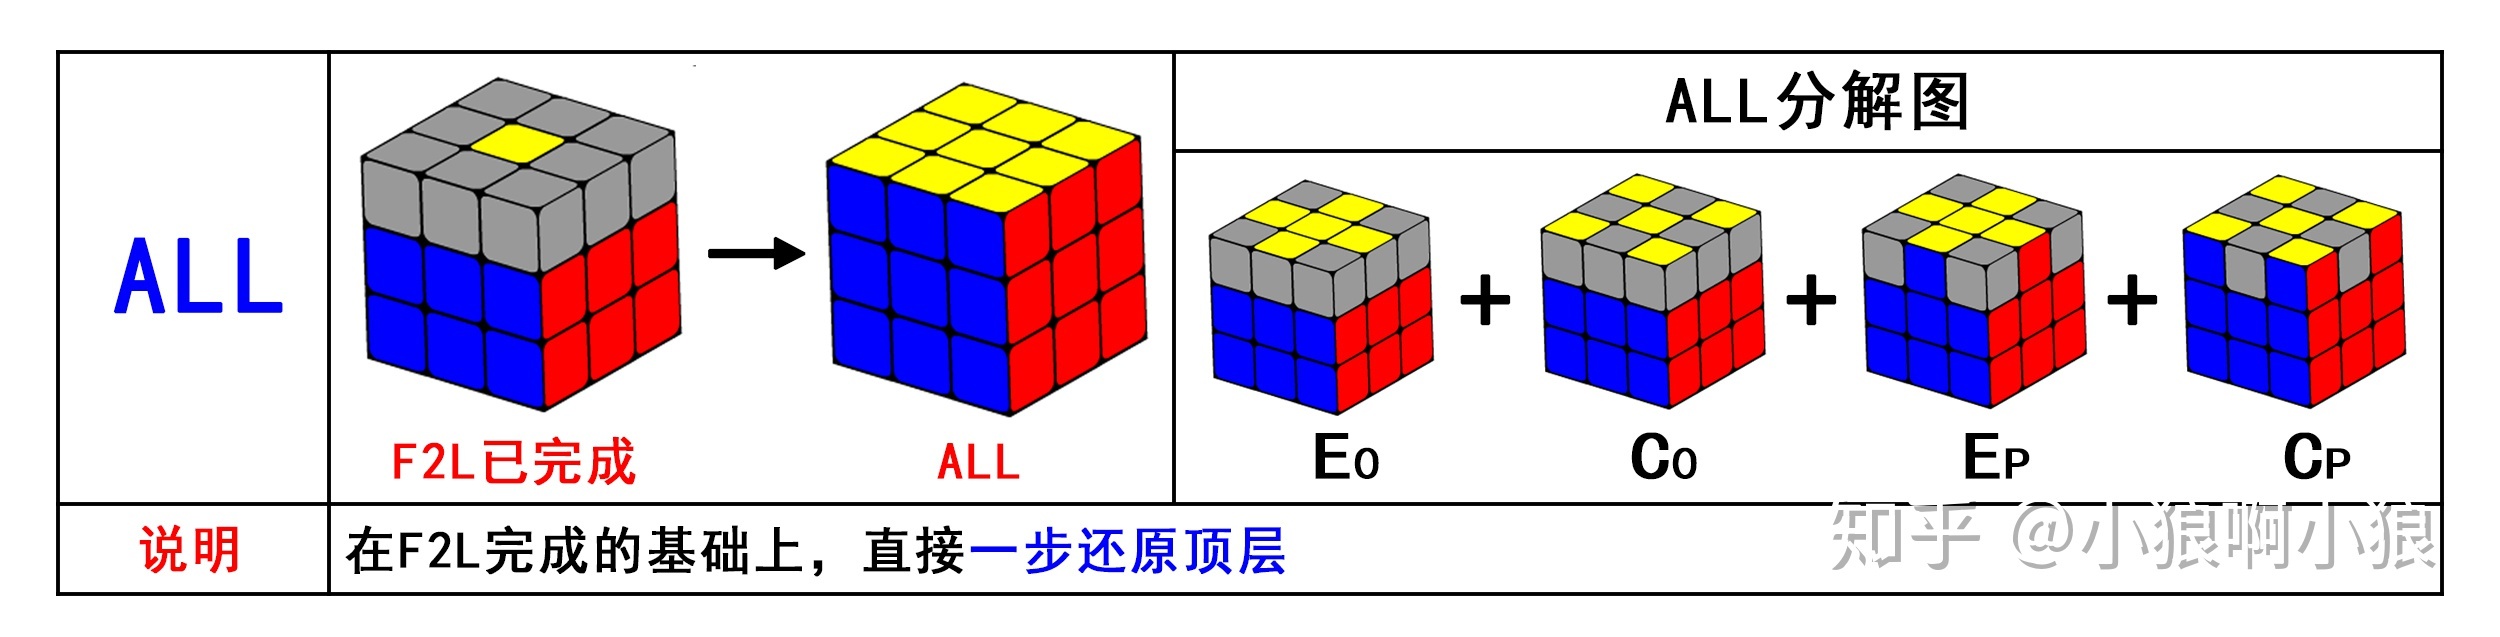 ALL
F2L已完成
ALL
ALL分解图
EO
CO
EP
CP
说明
在F2L完成的基础上，直接一步还原顶层
知乎 @小狼啊小狼